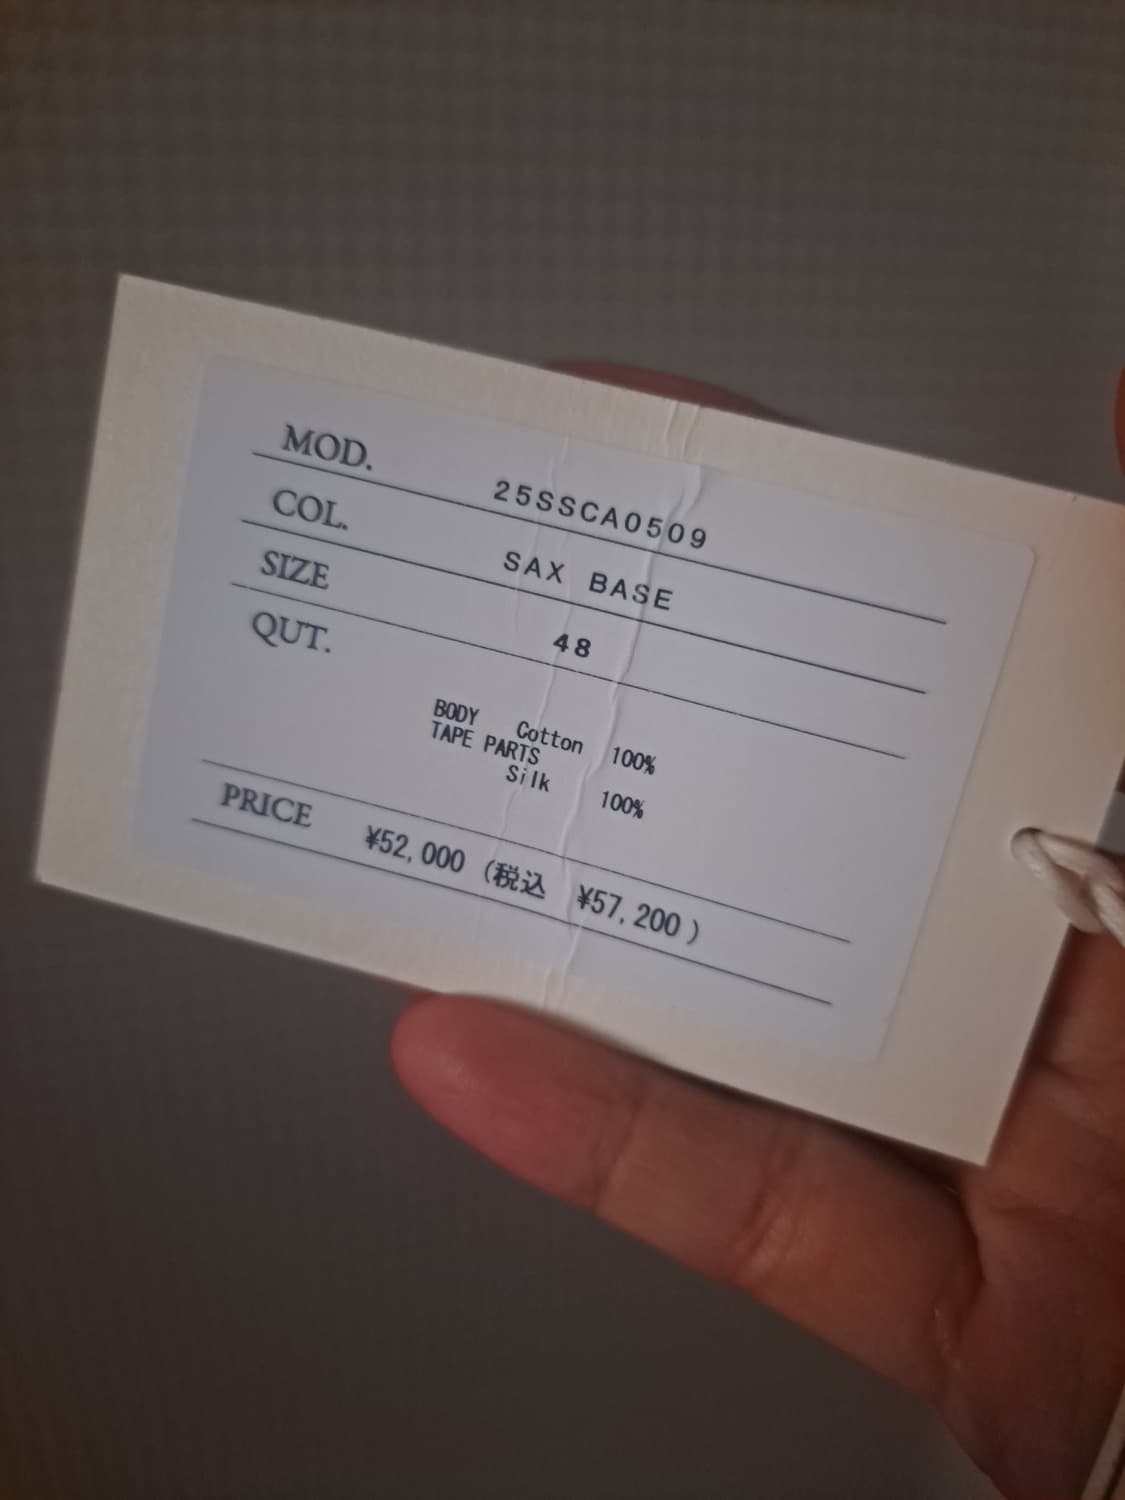 MOD. 25SSCA0509
COL. SAX BASE
SIZE 48
QUT.
BODY Cotton 100%
TAPE PARTS
Silk 100%
PRICE ¥52,000 (税込 ¥57,200)